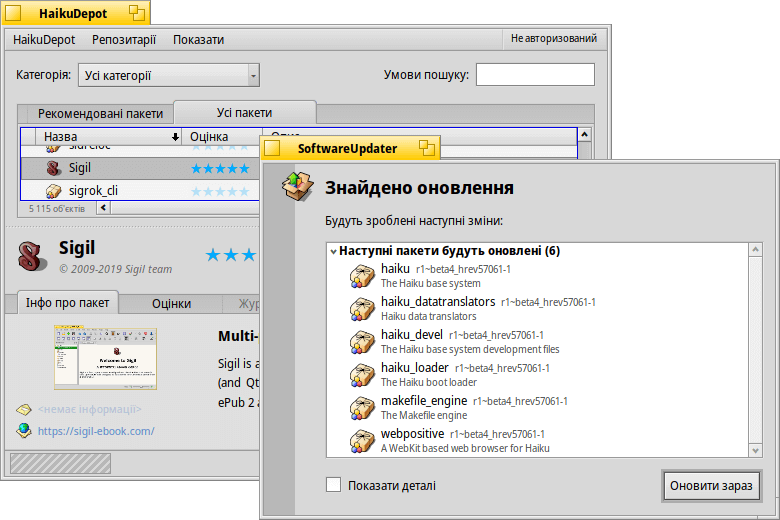 HaikuDepot
HaikuDepot Репозитарії Показати Не авторизований
Категорія: Усі категорії Умови пошуку:
Рекомендовані пакети Усі пакети
Назва Оцінка
Sigil
sigrok_cli
5 115 об'єктів
Sigil
© 2009-2019 Sigil team
Інфо про пакет Оцінки
Multi-
Welcome to Sigil
Sigil is a
(and Qt
ePub 2 a
<немає інформації>
https://sigil-ebook.com/
SoftwareUpdater
Знайдено оновлення
Будуть зроблені наступні зміни:
Наступні пакети будуть оновлені (6)
haiku r1~beta4_hrev57061-1
The Haiku base system
haiku_datatranslators r1~beta4_hrev57061-1
Haiku data translators
haiku_devel r1~beta4_hrev57061-1
The Haiku base system development files
haiku_loader r1~beta4_hrev57061-1
The Haiku boot loader
makefile_engine r1~beta4_hrev57061-1
The Makefile engine
webpositive r1~beta4_hrev57061-1
A WebKit based web browser for Haiku
Показати деталі Оновити зараз